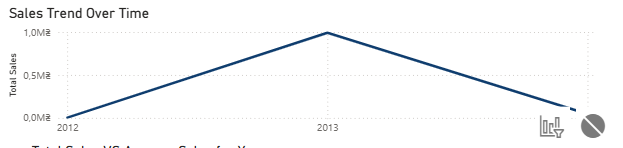 Sales Trend Over Time
1,0M₴
0,5M₴
0,0M₴
Total Sales
2012
2013